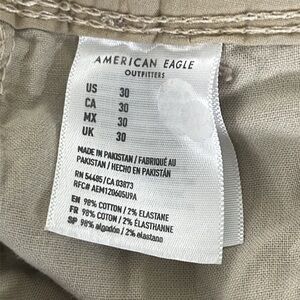 AMERICAN EAGLE
OUTFITTERS
US 30
CA 30
MX 30
UK 30
MADE IN PAKISTAN / FABRIQUÉ AU
PAKISTAN / HECHO EN PAKISTÁN
RN 54485 / CA 03873
RFC# AEM120605U9A
EN 98% COTTON / 2% ELASTANE
FR 98% COTON / 2% ÉLASTHANNE
SP 98% algodón / 2% elastano